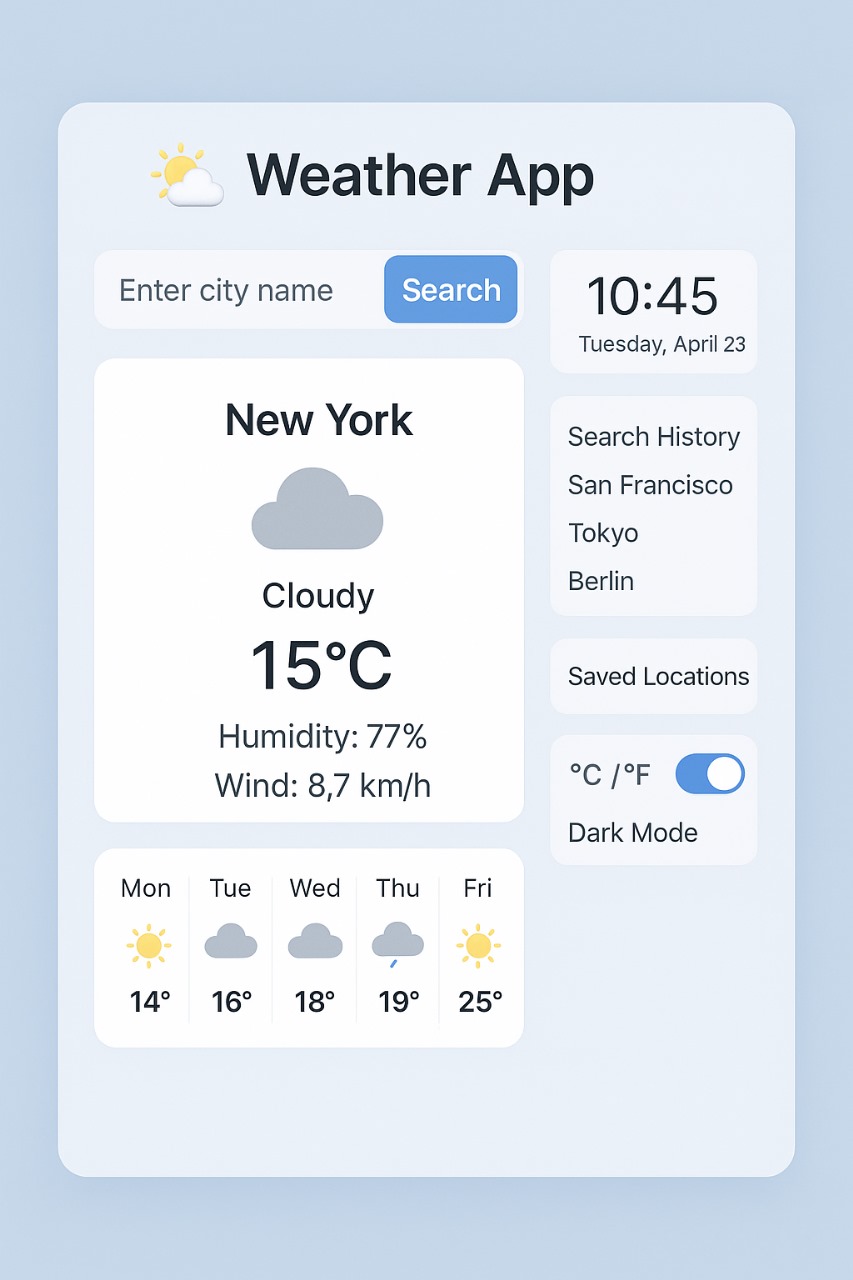 Weather App
Enter city name
Search
10:45
Tuesday, April 23
New York
Cloudy
15°C
Humidity: 77%
Wind: 8,7 km/h
Search History
San Francisco
Tokyo
Berlin
Saved Locations
°C / °F
Dark Mode
Mon Tue Wed Thu Fri
14° 16° 18° 19° 25°